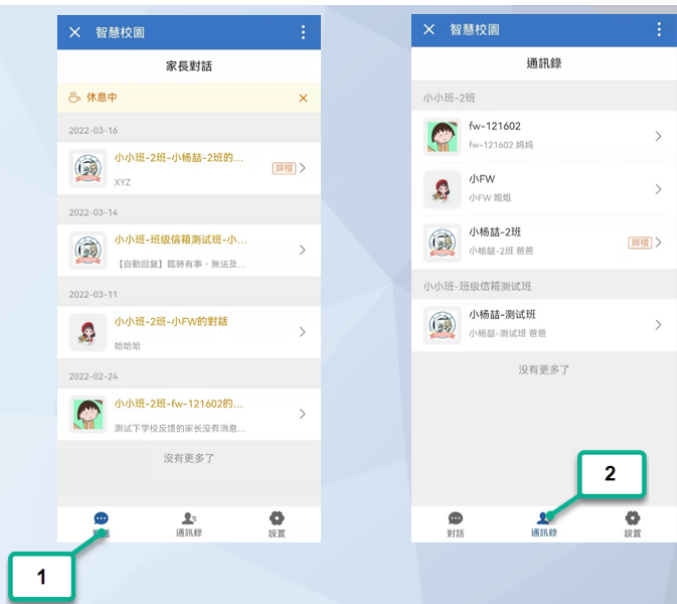 智慧校園
家長對話
休息中
2022-03-16
小小班-2班-小杨喆-2班的...
XYZ
歸檔
2022-03-14
小小班-班级信箱测试班-小...
【自動回复】臨時有事，無法及...
2022-03-11
小小班-2班-小FW的對話
哈哈哈
2022-02-24
小小班-2班-fw-121602的...
测试下学校反馈的家长没有消息...
沒有更多了
通訊錄
設置
1
智慧校園
通訊錄
小小班-2班
fw-121602
fw-121602 妈妈
小FW
小FW 姐姐
小杨喆-2班
小杨喆-2班 爸爸
歸檔
小小班-班级信箱测试班
小杨喆-测试班
小杨喆-测试班 爸爸
沒有更多了
2
對話
通訊錄
設置